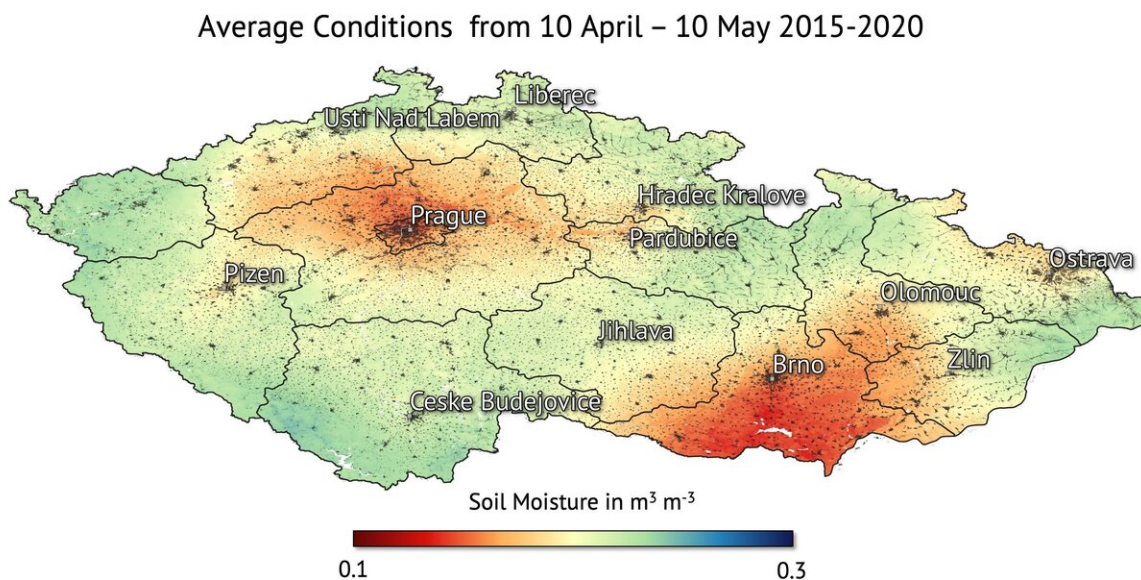 Average Conditions  from 10 April – 10 May 2015-2020
Liberec
Usti Nad Labem
Hradec Kralove
Prague
Pardubice
Ostrava
Pizen
Olomouc
Jihlava
Zlin
Brno
Ceske Budejovice
Soil Moisture in m³ m⁻³
0.1
0.3